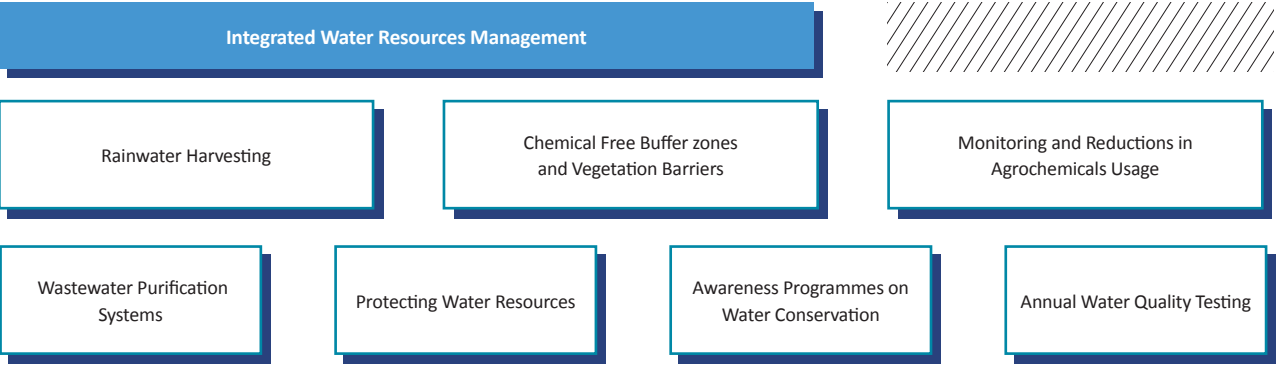 Integrated Water Resources Management
Rainwater Harvesting
Chemical Free Buffer zones
and Vegetation Barriers
Monitoring and Reductions in
Agrochemicals Usage
Wastewater Purification
Systems
Protecting Water Resources
Awareness Programmes on
Water Conservation
Annual Water Quality Testing